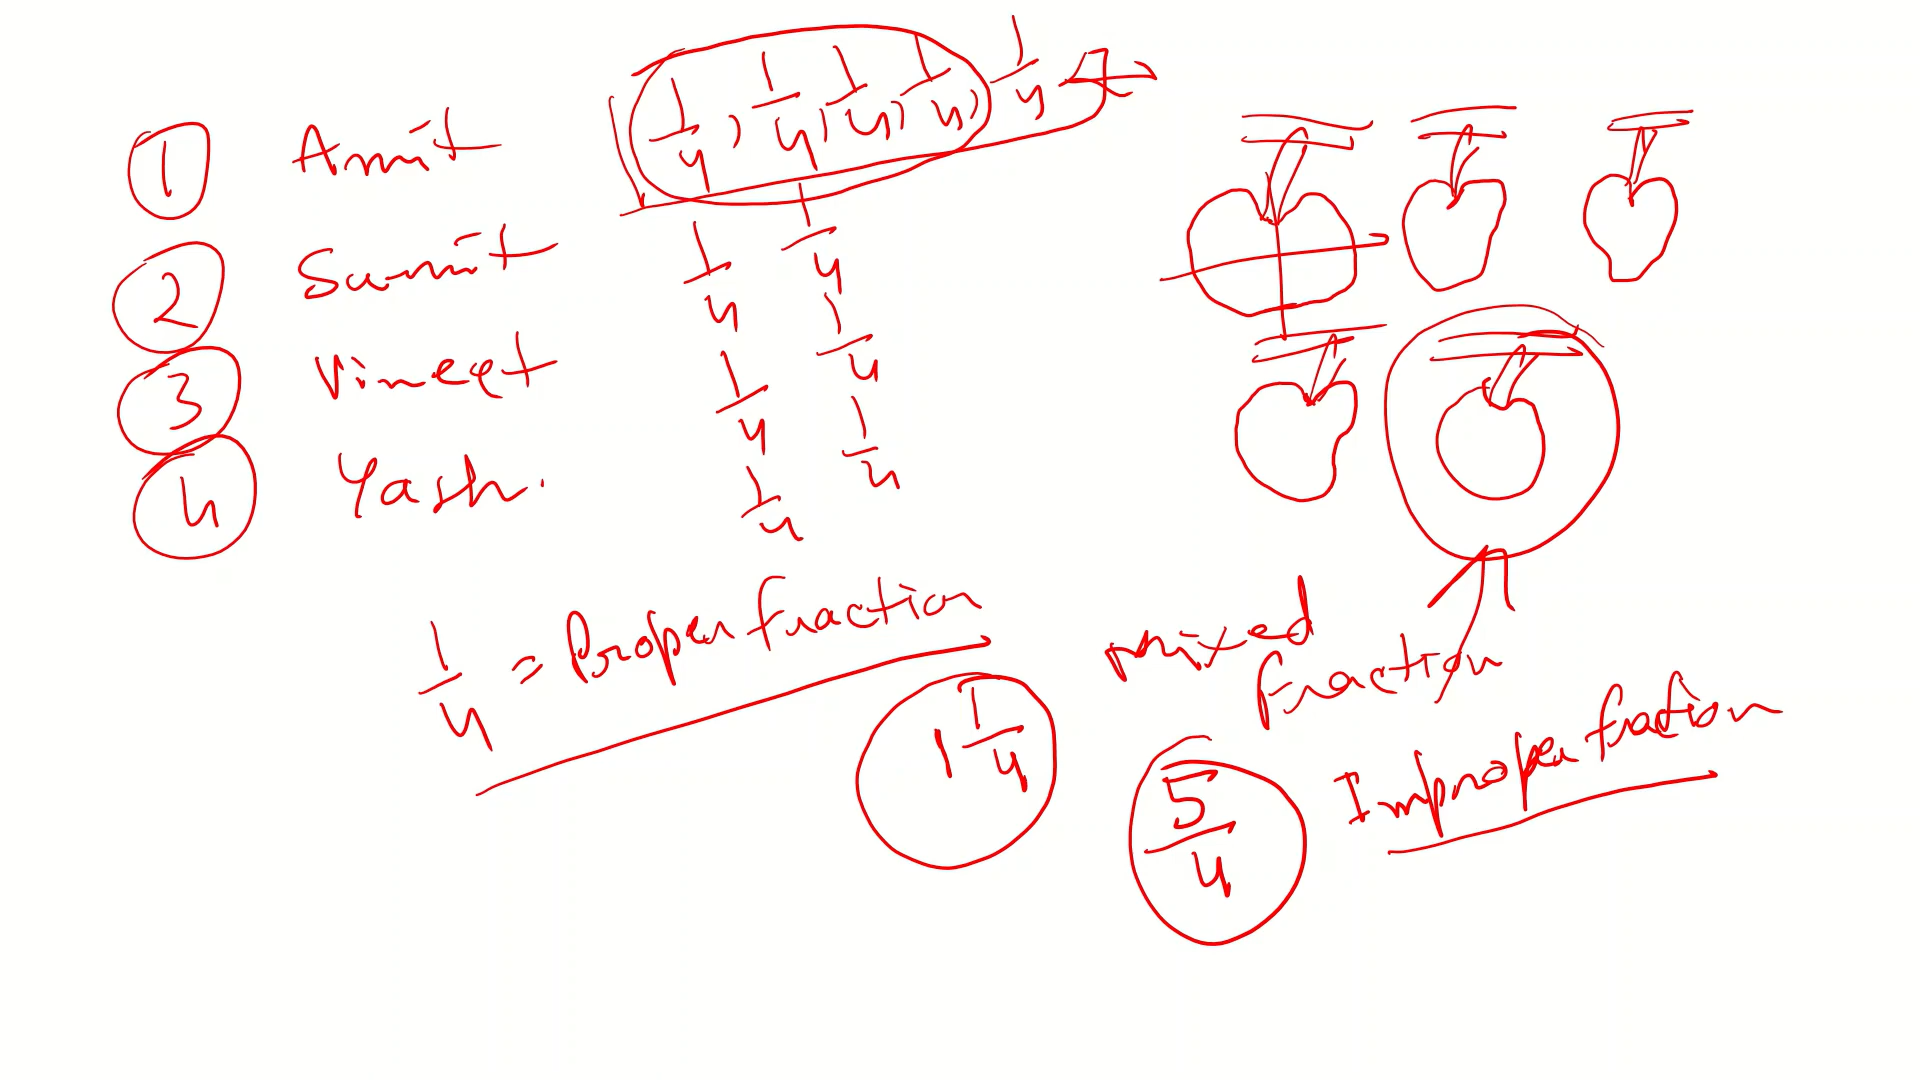 1 Amit 1/4, 1/4, 1/4, 1/4, 1/4
2 Sumit 1/4 1/4
3 Vineet 1/4 1/4
4 Yash. 1/4 1/4
1/4 = Proper fraction
mixed fraction
1 1/4
5/4 Improper fraction